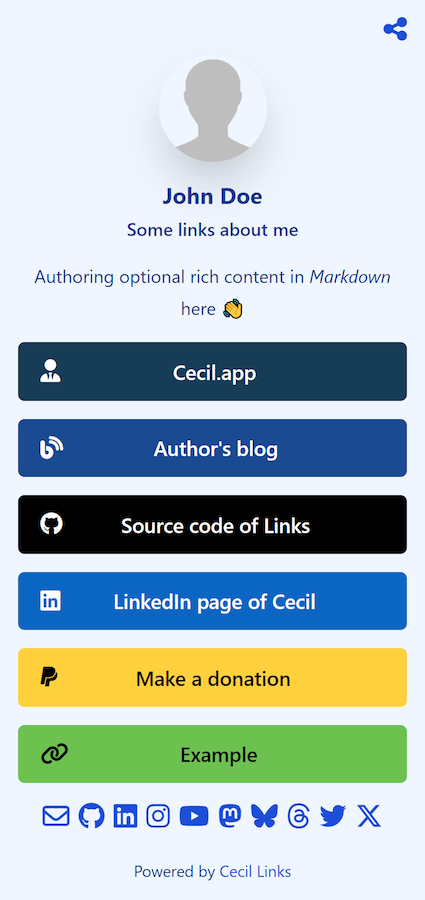 John Doe
Some links about me
Authoring optional rich content in Markdown
here 👏
Cecil.app
Author's blog
Source code of Links
LinkedIn page of Cecil
Make a donation
Example
Powered by Cecil Links